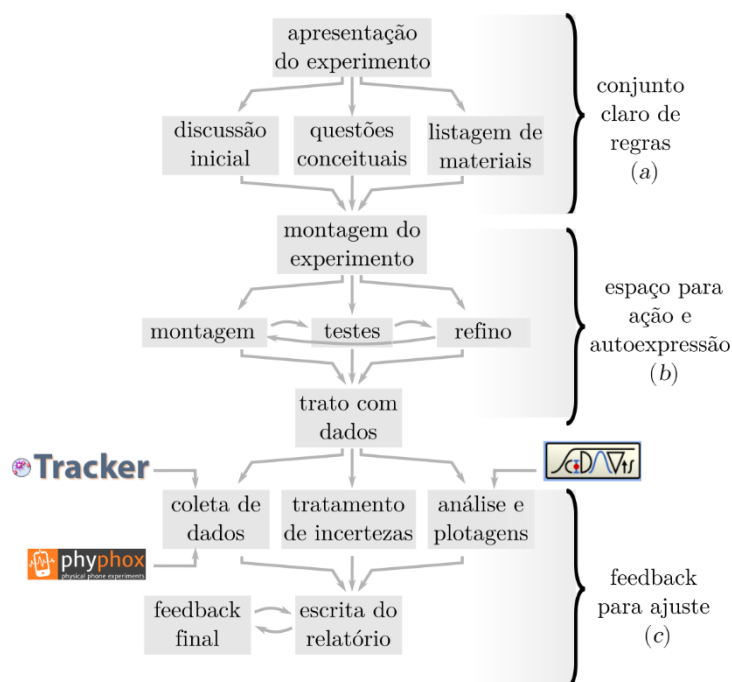 apresentação
do experimento
discussão
inicial
questões
conceituais
listagem de
materiais
conjunto
claro de
regras
(a)
montagem do
experimento
montagem
testes
refino
espaço para
ação e
autoexpressão
(b)
trato com
dados
Tracker
SciDAVis
coleta de
dados
tratamento
de incertezas
análise e
plotagens
phyphox
physical phone experiments
feedback
final
escrita do
relatório
feedback
para ajuste
(c)